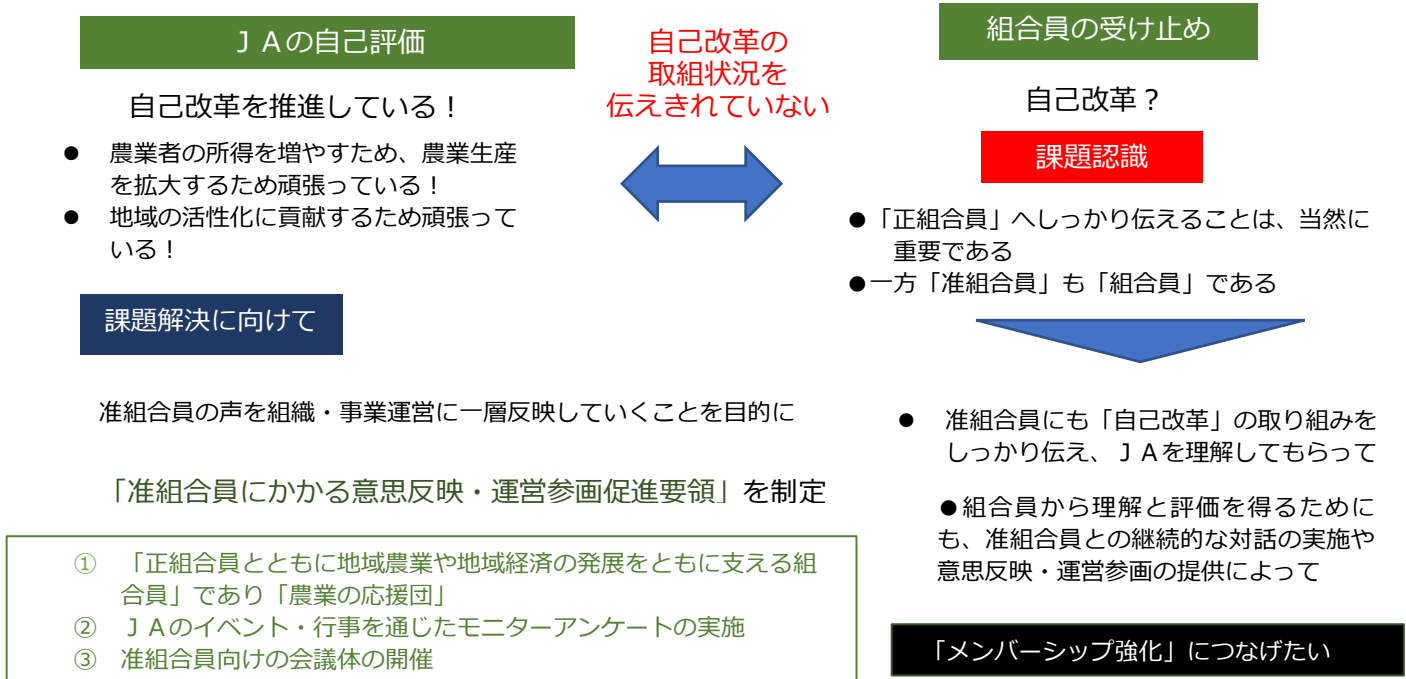 ＪＡの自己評価
自己改革を推進している！
● 農業者の所得を増やすため、農業生産
を拡大するため頑張っている！
● 地域の活性化に貢献するため頑張って
いる！
自己改革の
取組状況を
伝えきれていない
組合員の受け止め
自己改革？
課題認識
●「正組合員」へしっかり伝えることは、当然に
重要である
●一方「准組合員」も「組合員」である
課題解決に向けて
准組合員の声を組織・事業運営に一層反映していくことを目的に
「准組合員にかかる意思反映・運営参画促進要領」を制定
① 「正組合員とともに地域農業や地域経済の発展をともに支える組
合員」であり「農業の応援団」
② ＪＡのイベント・行事を通じたモニターアンケートの実施
③ 准組合員向けの会議体の開催
● 准組合員にも「自己改革」の取り組みを
しっかり伝え、ＪＡを理解してもらって
●組合員から理解と評価を得るために
も、准組合員との継続的な対話の実施や
意思反映・運営参画の提供によって
「メンバーシップ強化」につなげたい